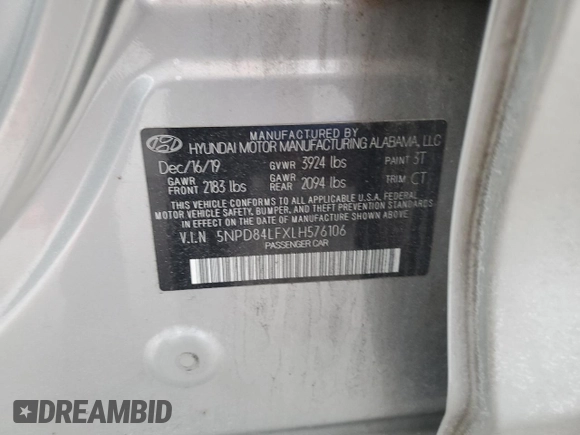 MANUFACTURED BY
HYUNDAI MOTOR MANUFACTURING ALABAMA, LLC
Dec/16/19 GVWR 3924 lbs PAINT 3T
GAWR FRONT 2183 lbs GAWR REAR 2094 lbs TRIM CT
THIS VEHICLE CONFORMS TO ALL APPLICABLE U.S.A. FEDERAL
MOTOR VEHICLE SAFETY, BUMPER, AND THEFT PREVENTION
STANDARDS IN EFFECT ON THE DATE OF MANUFACTURE SHOWN ABOVE.
V.I.N 5NPD84LFXLH576106
PASSENGER CAR
DREAMBID